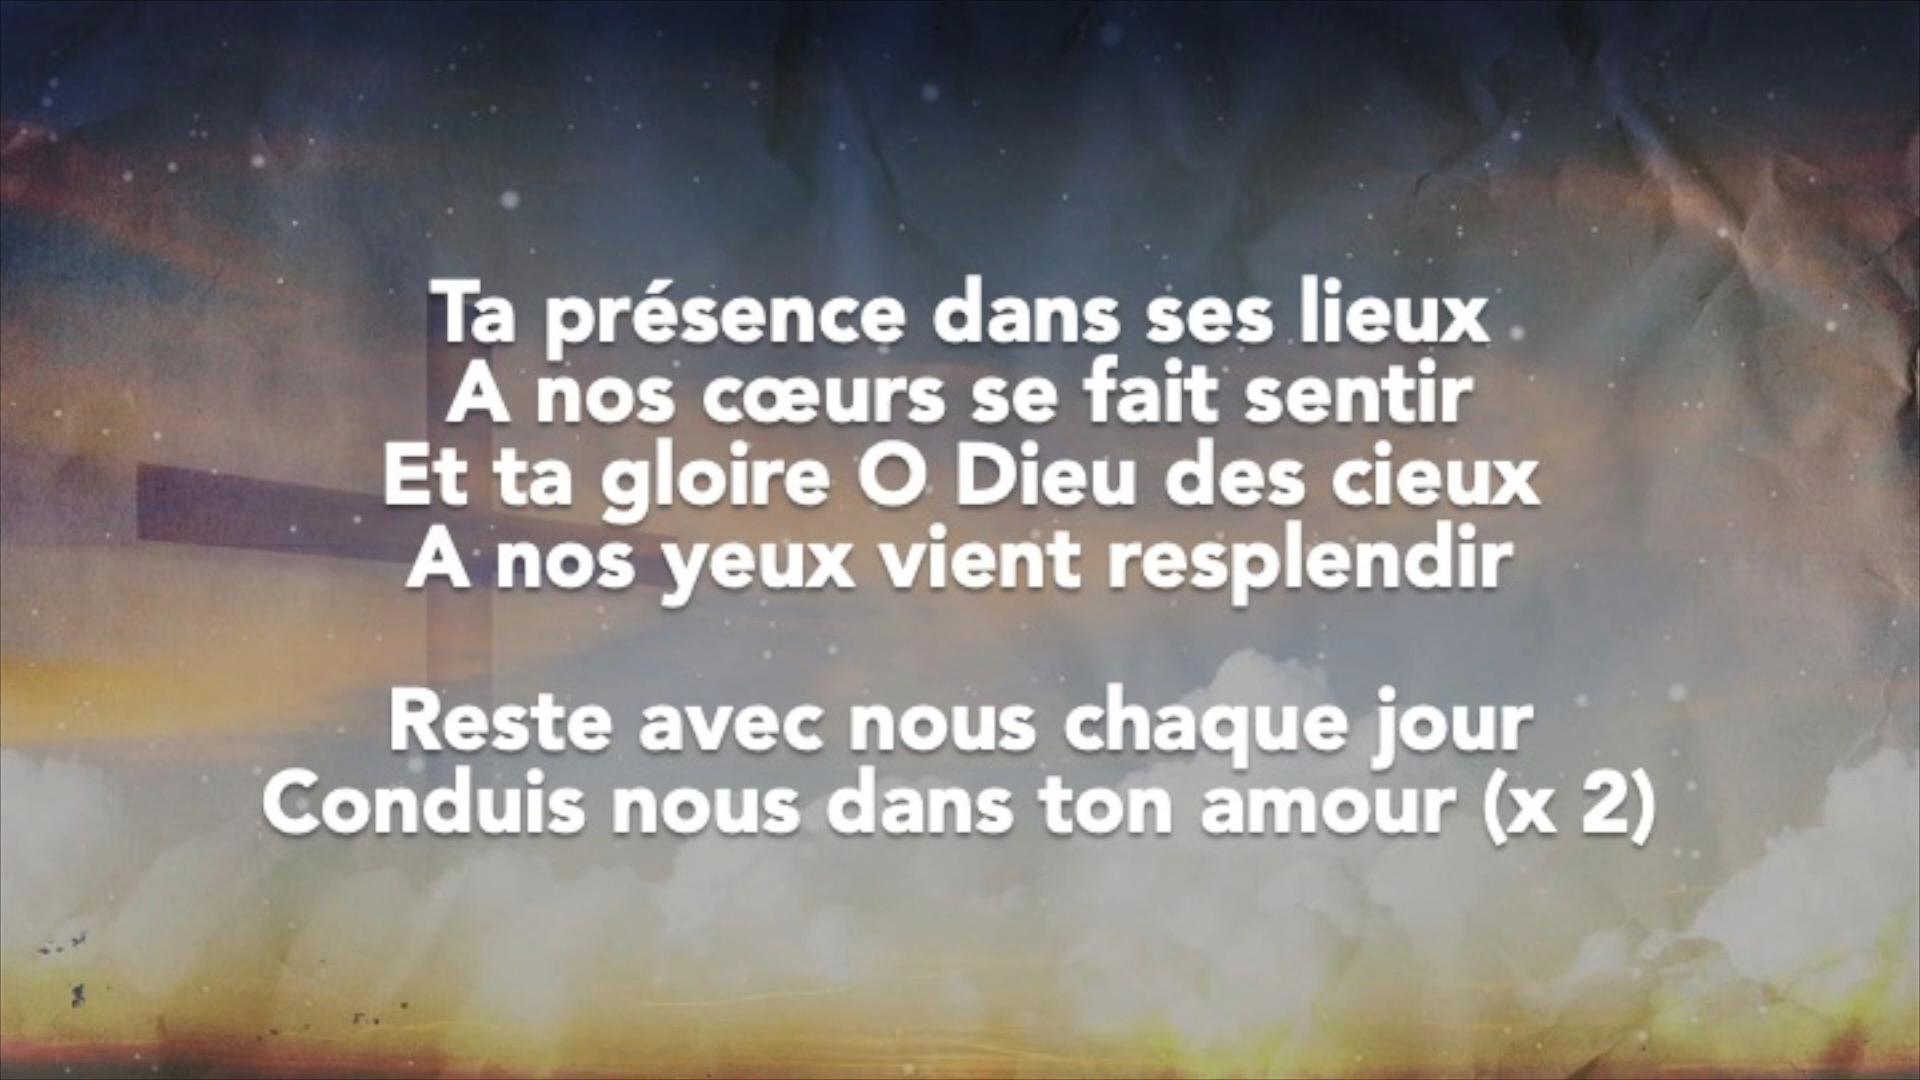 Ta présence dans ses lieux
A nos cœurs se fait sentir
Et ta gloire O Dieu des cieux
A nos yeux vient resplendir
Reste avec nous chaque jour
Conduis nous dans ton amour (x 2)